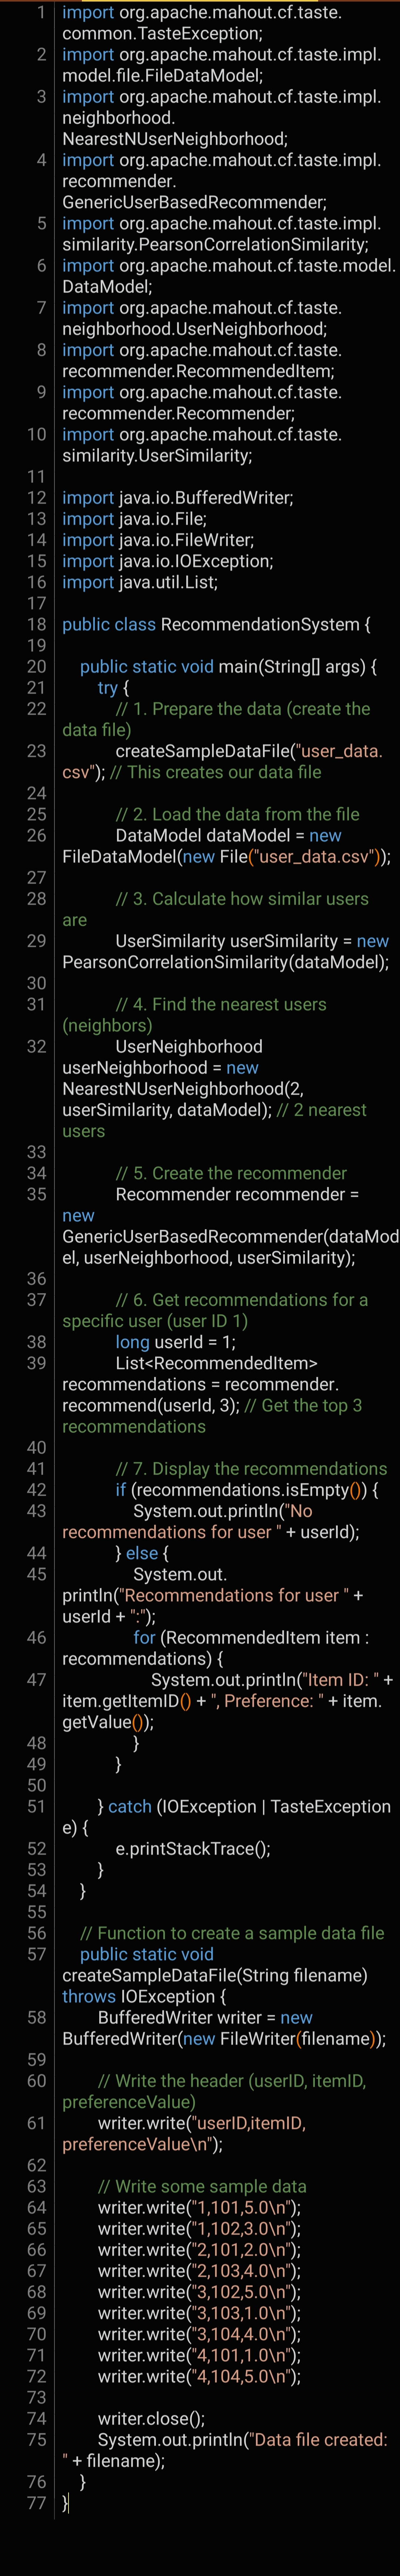 1 import org.apache.mahout.cf.taste.
common.TasteException;
2 import org.apache.mahout.cf.taste.impl.
model.file.FileDataModel;
3 import org.apache.mahout.cf.taste.impl.
neighborhood.
NearestNUserNeighborhood;
4 import org.apache.mahout.cf.taste.impl.
recommender.
GenericUserBasedRecommender;
5 import org.apache.mahout.cf.taste.impl.
similarity.PearsonCorrelationSimilarity;
6 import org.apache.mahout.cf.taste.model.
DataModel;
7 import org.apache.mahout.cf.taste.
neighborhood.UserNeighborhood;
8 import org.apache.mahout.cf.taste.
recommender.RecommendedItem;
9 import org.apache.mahout.cf.taste.
recommender.Recommender;
10 import org.apache.mahout.cf.taste.
similarity.UserSimilarity;
11
12 import java.io.BufferedWriter;
13 import java.io.File;
14 import java.io.FileWriter;
15 import java.io.IOException;
16 import java.util.List;
17
18 public class RecommendationSystem {
19
20 public static void main(String[] args) {
21 try {
22 // 1. Prepare the data (create the
data file)
23 createSampleDataFile("user_data.
csv"); // This creates our data file
24
25 // 2. Load the data from the file
26 DataModel dataModel = new
FileDataModel(new File("user_data.csv"));
27
28 // 3. Calculate how similar users
are
29 UserSimilarity userSimilarity = new
PearsonCorrelationSimilarity(dataModel);
30
31 // 4. Find the nearest users
(neighbors)
32 UserNeighborhood
userNeighborhood = new
NearestNUserNeighborhood(2,
userSimilarity, dataModel); // 2 nearest
users
33
34 // 5. Create the recommender
35 Recommender recommender =
new
GenericUserBasedRecommender(dataMod
el, userNeighborhood, userSimilarity);
36
37 // 6. Get recommendations for a
specific user (user ID 1)
38 long userId = 1;
39 List<RecommendedItem>
recommendations = recommender.
recommend(userId, 3); // Get the top 3
recommendations
40
41 // 7. Display the recommendations
42 if (recommendations.isEmpty()) {
43 System.out.println("No
recommendations for user " + userId);
44 } else {
45 System.out.
println("Recommendations for user " +
userId + ":");
46 for (RecommendedItem item :
recommendations) {
47 System.out.println("Item ID: " +
item.getItemID() + ", Preference: " + item.
getValue());
48 }
49 }
50
51 } catch (IOException | TasteException
e) {
52 e.printStackTrace();
53 }
54 }
55
56 // Function to create a sample data file
57 public static void
createSampleDataFile(String filename)
throws IOException {
58 BufferedWriter writer = new
BufferedWriter(new FileWriter(filename));
59
60 // Write the header (userID, itemID,
preferenceValue)
61 writer.write("userID,itemID,
preferenceValue\n");
62
63 // Write some sample data
64 writer.write("1,101,5.0\n");
65 writer.write("1,102,3.0\n");
66 writer.write("2,101,2.0\n");
67 writer.write("2,103,4.0\n");
68 writer.write("3,102,5.0\n");
69 writer.write("3,103,1.0\n");
70 writer.write("3,104,4.0\n");
71 writer.write("4,101,1.0\n");
72 writer.write("4,104,5.0\n");
73
74 writer.close();
75 System.out.println("Data file created:
" + filename);
76 }
77 }